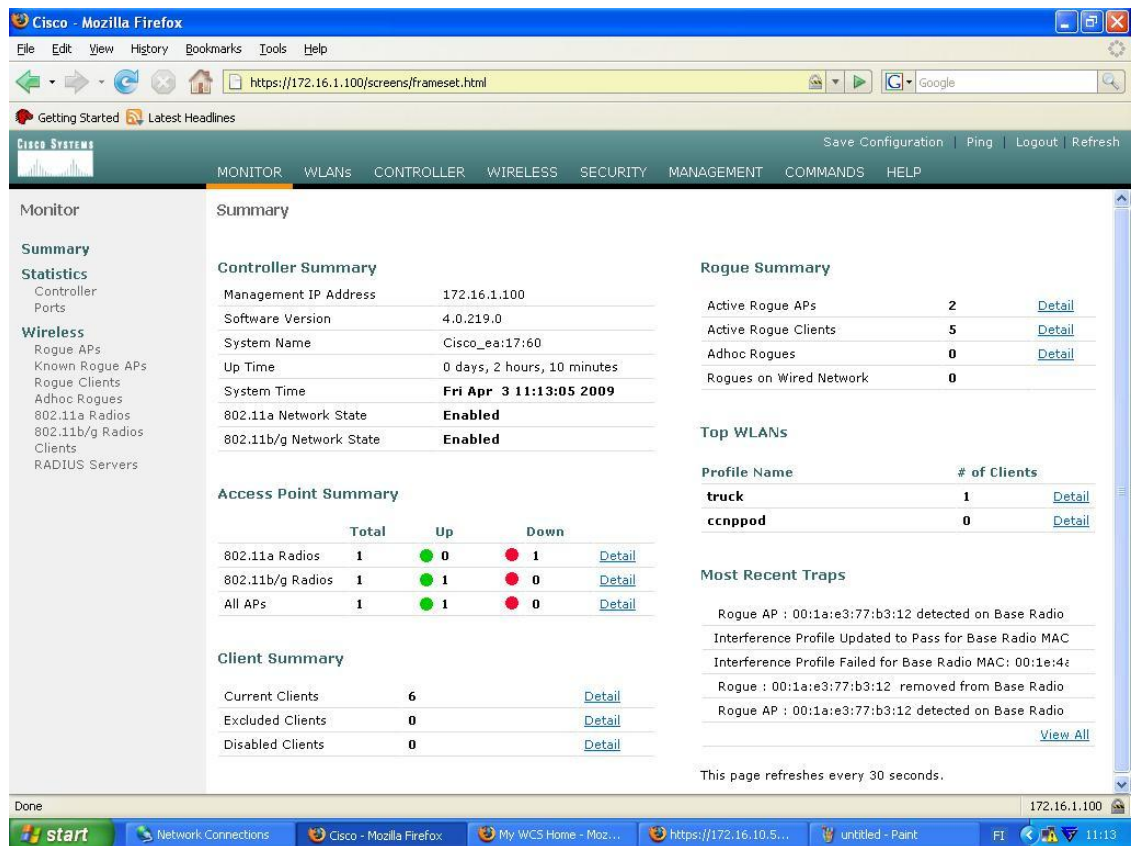 Cisco - Mozilla Firefox
File Edit View History Bookmarks Tools Help
https://172.16.1.100/screens/frameset.html
G Google
Getting Started Latest Headlines
CISCO SYSTEMS
Save Configuration | Ping | Logout | Refresh
MONITOR WLANs CONTROLLER WIRELESS SECURITY MANAGEMENT COMMANDS HELP
Monitor
Summary
Statistics
Controller
Ports
Wireless
Rogue APs
Known Rogue APs
Rogue Clients
Adhoc Rogues
802.11a Radios
802.11b/g Radios
Clients
RADIUS Servers
Summary
Controller Summary
Management IP Address 172.16.1.100
Software Version 4.0.219.0
System Name Cisco_ea:17:60
Up Time 0 days, 2 hours, 10 minutes
System Time Fri Apr 3 11:13:05 2009
802.11a Network State Enabled
802.11b/g Network State Enabled
Access Point Summary
Total Up Down
802.11a Radios 1 0 1 Detail
802.11b/g Radios 1 1 0 Detail
All APs 1 1 0 Detail
Client Summary
Current Clients 6 Detail
Excluded Clients 0 Detail
Disabled Clients 0 Detail
Rogue Summary
Active Rogue APs 2 Detail
Active Rogue Clients 5 Detail
Adhoc Rogues 0 Detail
Rogues on Wired Network 0
Top WLANs
Profile Name # of Clients
truck 1 Detail
ccnppod 0 Detail
Most Recent Traps
Rogue AP : 00:1a:e3:77:b3:12 detected on Base Radio
Interference Profile Updated to Pass for Base Radio MAC
Interference Profile Failed for Base Radio MAC: 00:1e:4a
Rogue : 00:1a:e3:77:b3:12 removed from Base Radio
Rogue AP : 00:1a:e3:77:b3:12 detected on Base Radio
View All
This page refreshes every 30 seconds.
Done 172.16.1.100
start Network Connections Cisco - Mozilla Firefox My WCS Home - Moz... https://172.16.10.5... untitled - Paint FI 11:13